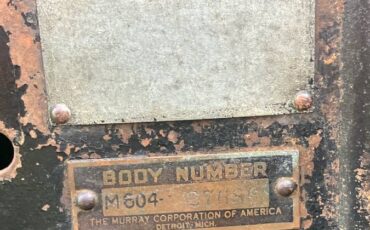 BODY NUMBER
M604-
THE MURRAY CORPORATION OF AMERICA
DETROIT-MICH.